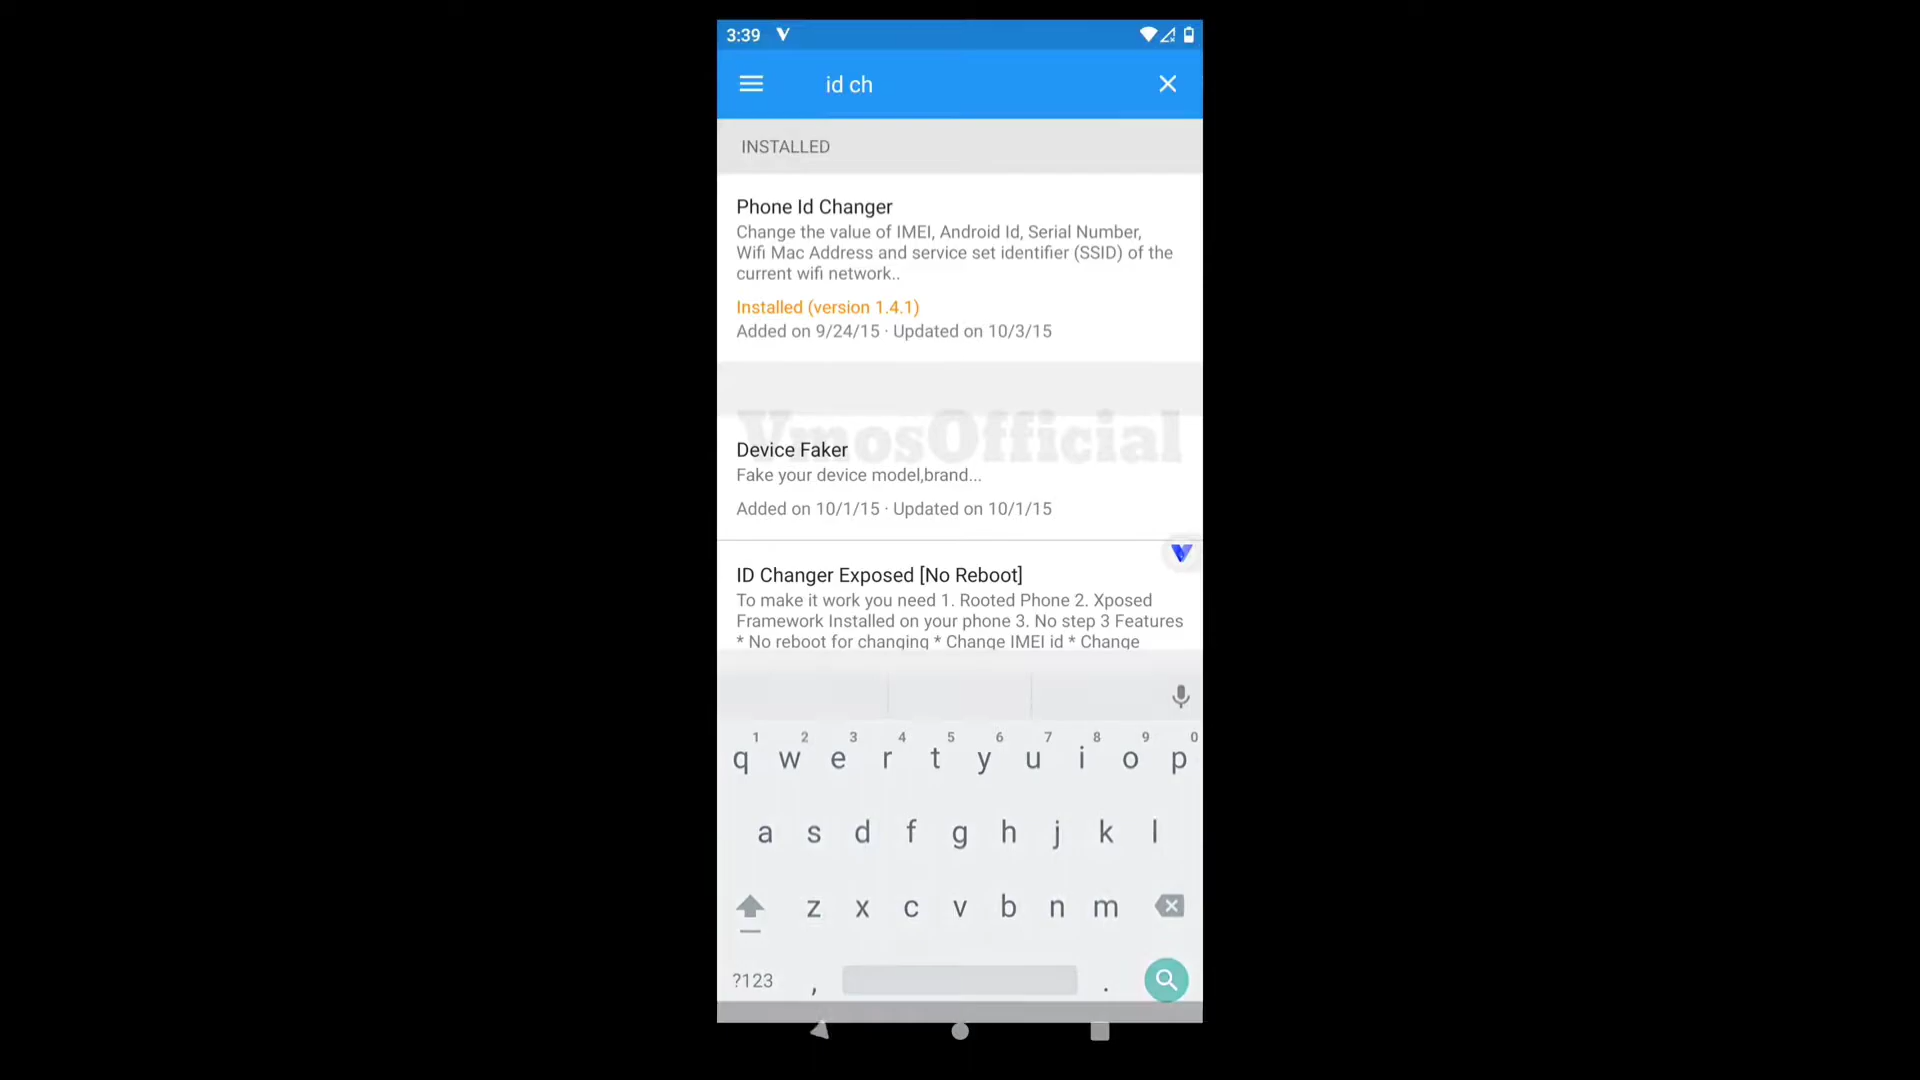 3:39
id ch
INSTALLED
Phone Id Changer
Change the value of IMEI, Android Id, Serial Number,
Wifi Mac Address and service set identifier (SSID) of the
current wifi network..
Installed (version 1.4.1)
Added on 9/24/15 · Updated on 10/3/15
VmosOfficial
Device Faker
Fake your device model,brand...
Added on 10/1/15 · Updated on 10/1/15
ID Changer Exposed [No Reboot]
To make it work you need 1. Rooted Phone 2. Xposed
Framework Installed on your phone 3. No step 3 Features
* No reboot for changing * Change IMEI id * Change
1 2 3 4 5 6 7 8 9 0
q w e r t y u i o p
a s d f g h j k l
z x c v b n m
?123 , .